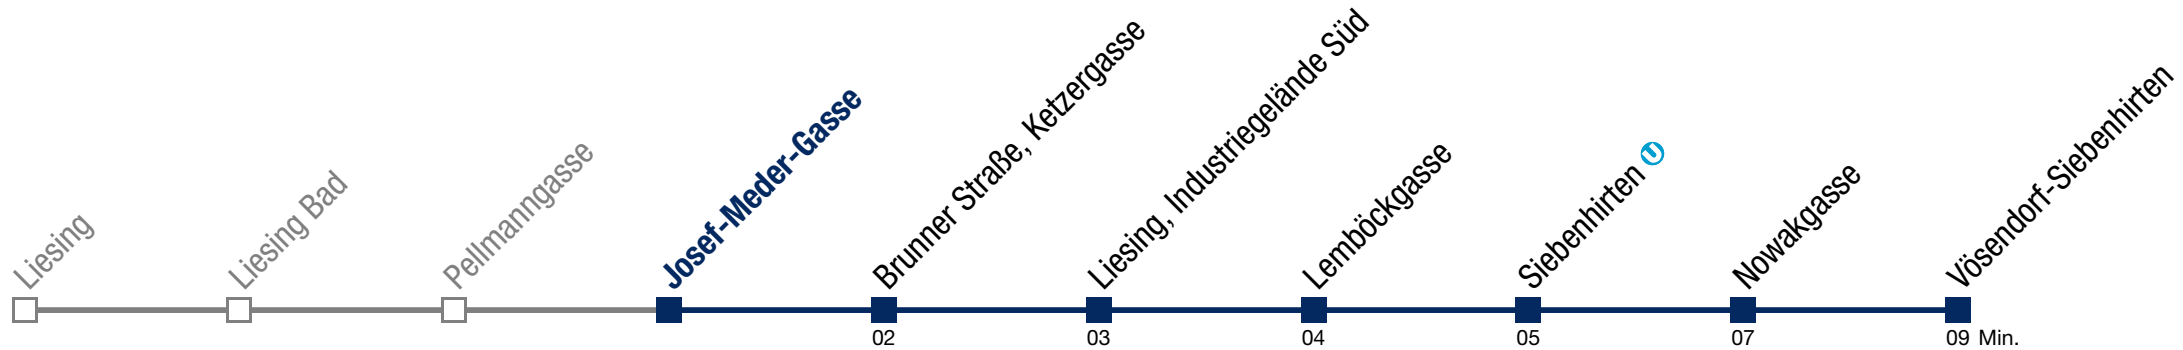 Liesing
Liesing Bad
Pellmanngasse
Josef-Meder-Gasse
Brunner Straße, Ketzergasse
Liesing, Industriegelände Süd
Lemböckgasse
Siebenhirten U
Nowakgasse
Vösendorf-Siebenhirten
02 03 04 05 07 09 Min.